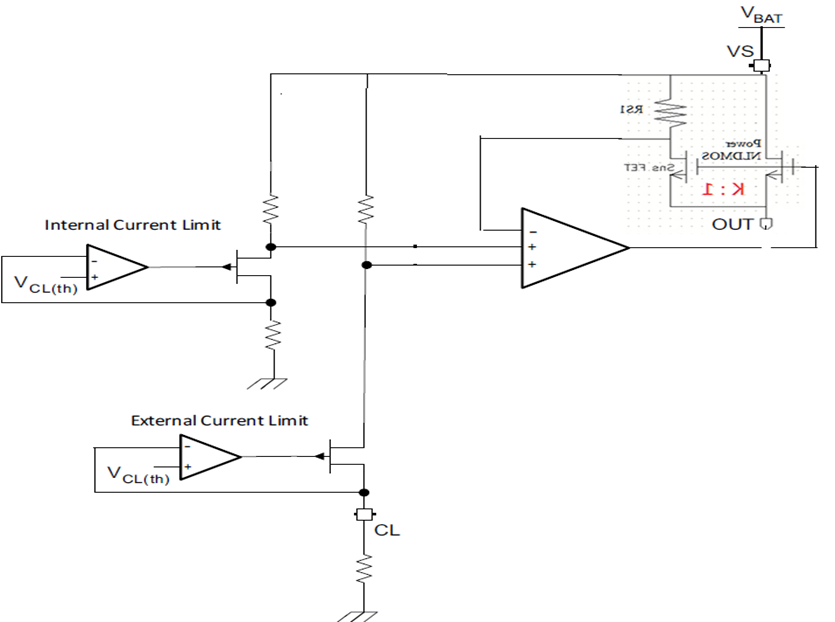 VBAT
VS
RS1
Power
NLDMOS
Sns FET
K : 1
OUT
Internal Current Limit
-
+
VCL(th)
-
+
+
External Current Limit
-
+
VCL(th)
CL